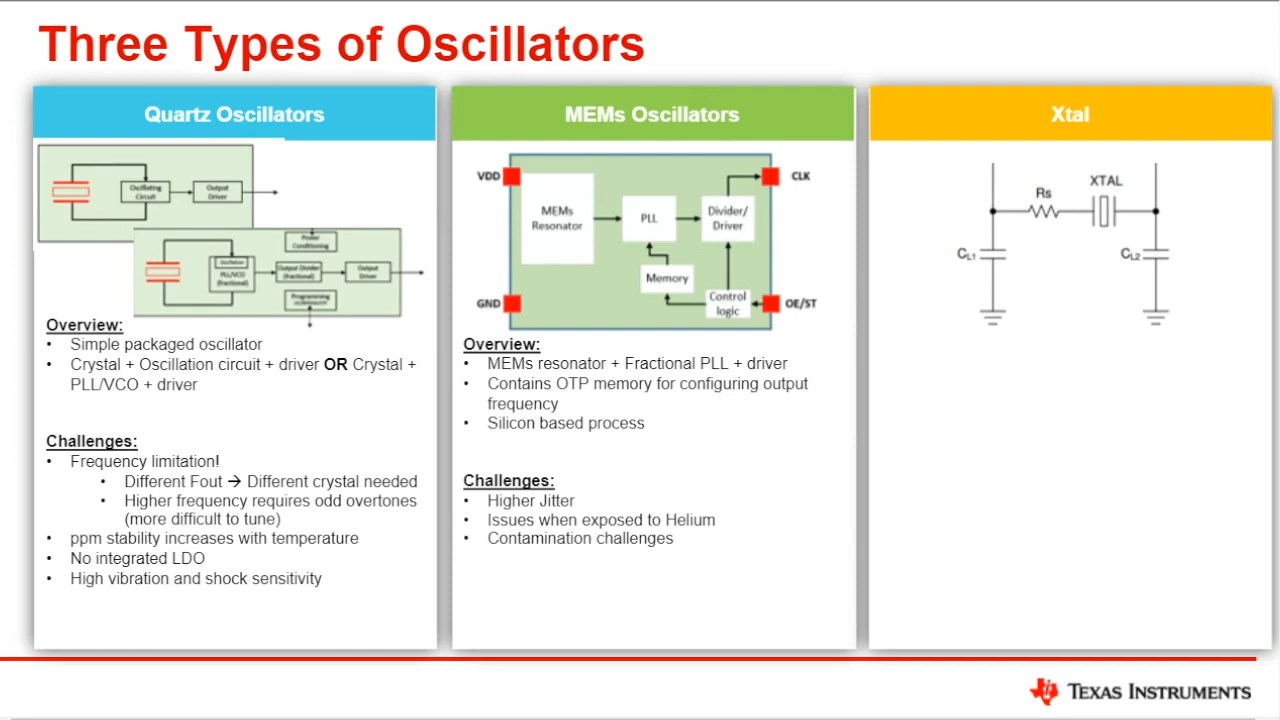 Three Types of Oscillators
Quartz Oscillators
Oscillating
Circuit
Output
Driver
Power
Conditioning
Oscillation
PLL/VCO
(fractional)
Output Divider
(fractional)
Output
Driver
Programming
Overview:
• Simple packaged oscillator
• Crystal + Oscillation circuit + driver OR Crystal +
PLL/VCO + driver
Challenges:
• Frequency limitation!
• Different Fout → Different crystal needed
• Higher frequency requires odd overtones
(more difficult to tune)
• ppm stability increases with temperature
• No integrated LDO
• High vibration and shock sensitivity
MEMs Oscillators
VDD
CLK
MEMs
Resonator
PLL
Divider/
Driver
Memory
Control
logic
GND
OE/ST
Overview:
• MEMs resonator + Fractional PLL + driver
• Contains OTP memory for configuring output
frequency
• Silicon based process
Challenges:
• Higher Jitter
• Issues when exposed to Helium
• Contamination challenges
Xtal
XTAL
Rs
CL1
CL2
TEXAS INSTRUMENTS